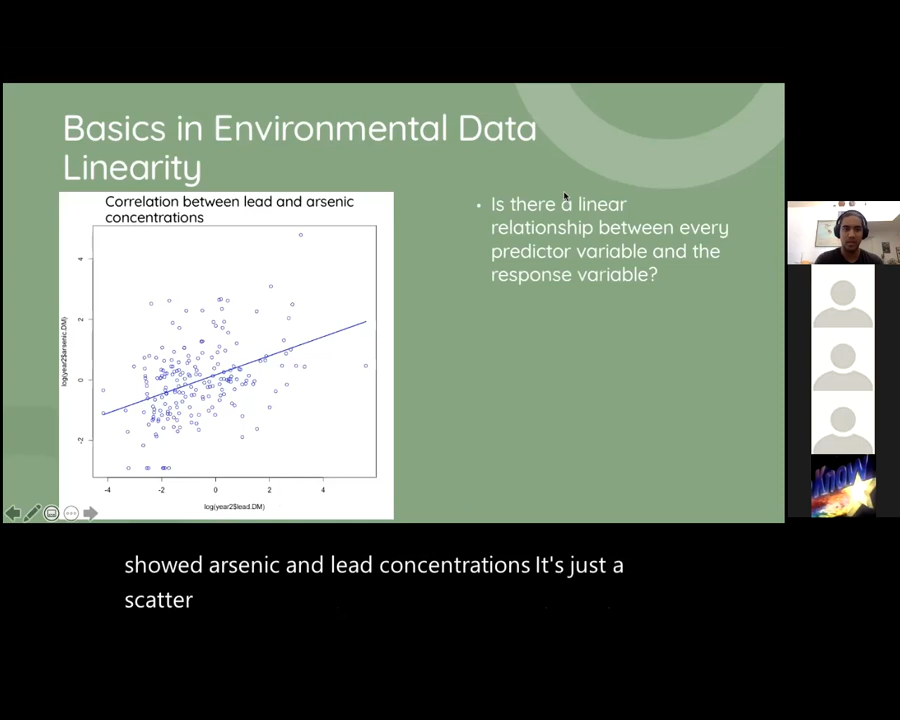 Basics in Environmental Data
Linearity
Correlation between lead and arsenic
concentrations
log(year2$arsenic.DM)
4
2
0
-2
-4
-2
0
2
4
log(year2$lead.DM)
• Is there a linear
relationship between every
predictor variable and the
response variable?
Know
showed arsenic and lead concentrations It's just a
scatter